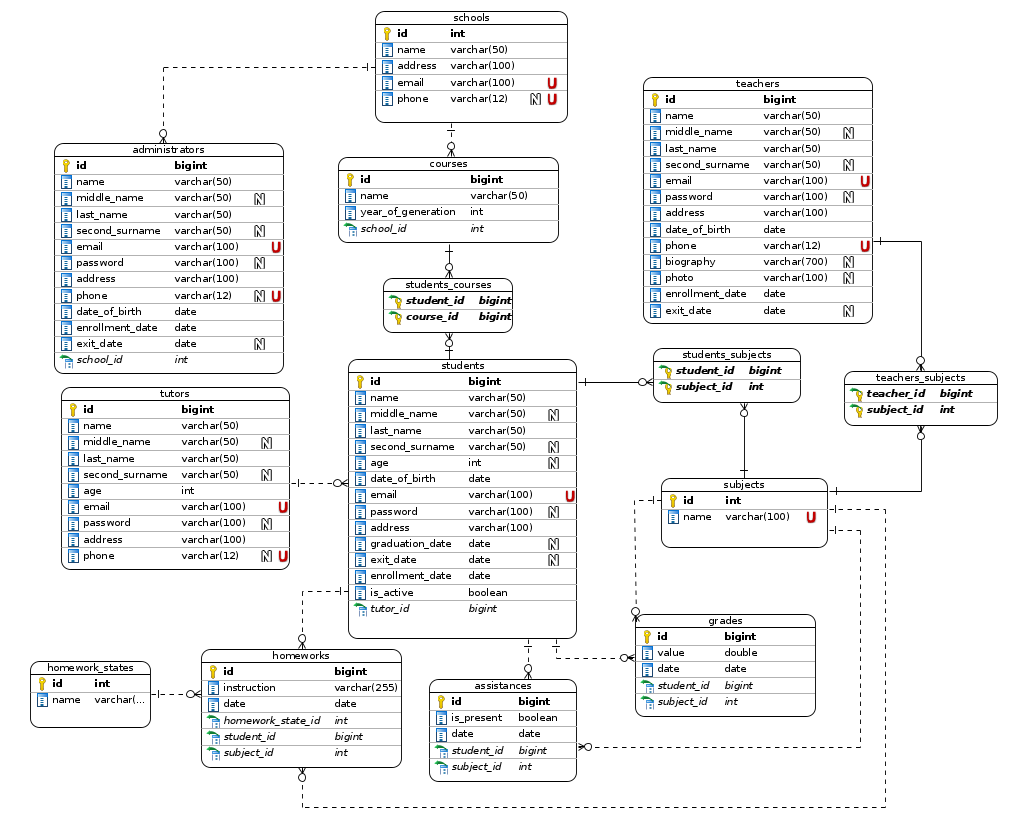 schools
id int
name varchar(50)
address varchar(100)
email varchar(100) U
phone varchar(12) N U
teachers
id bigint
name varchar(50)
middle_name varchar(50) N
last_name varchar(50)
second_surname varchar(50) N
email varchar(100) U
password varchar(100) N
address varchar(100)
date_of_birth date
phone varchar(12) U
biography varchar(700) N
photo varchar(100) N
enrollment_date date
exit_date date N
administrators
id bigint
name varchar(50)
middle_name varchar(50) N
last_name varchar(50)
second_surname varchar(50) N
email varchar(100) U
password varchar(100) N
address varchar(100)
phone varchar(12) N U
date_of_birth date
enrollment_date date
exit_date date N
school_id int
courses
id bigint
name varchar(50)
year_of_generation int
school_id int
students_courses
student_id bigint
course_id bigint
students
id bigint
name varchar(50)
middle_name varchar(50) N
last_name varchar(50)
second_surname varchar(50) N
age int N
date_of_birth date
email varchar(100) U
password varchar(100) N
address varchar(100)
graduation_date date N
exit_date date N
enrollment_date date
is_active boolean
tutor_id bigint
students_subjects
student_id bigint
subject_id int
teachers_subjects
teacher_id bigint
subject_id int
tutors
id bigint
name varchar(50)
middle_name varchar(50) N
last_name varchar(50)
second_surname varchar(50) N
age int
email varchar(100) U
password varchar(100) N
address varchar(100)
phone varchar(12) N U
subjects
id int
name varchar(100) U
grades
id bigint
value double
date date
student_id bigint
subject_id int
homework_states
id int
name varchar(...
homeworks
id bigint
instruction varchar(255)
date date
homework_state_id int
student_id bigint
subject_id int
assistances
id bigint
is_present boolean
date date
student_id bigint
subject_id int